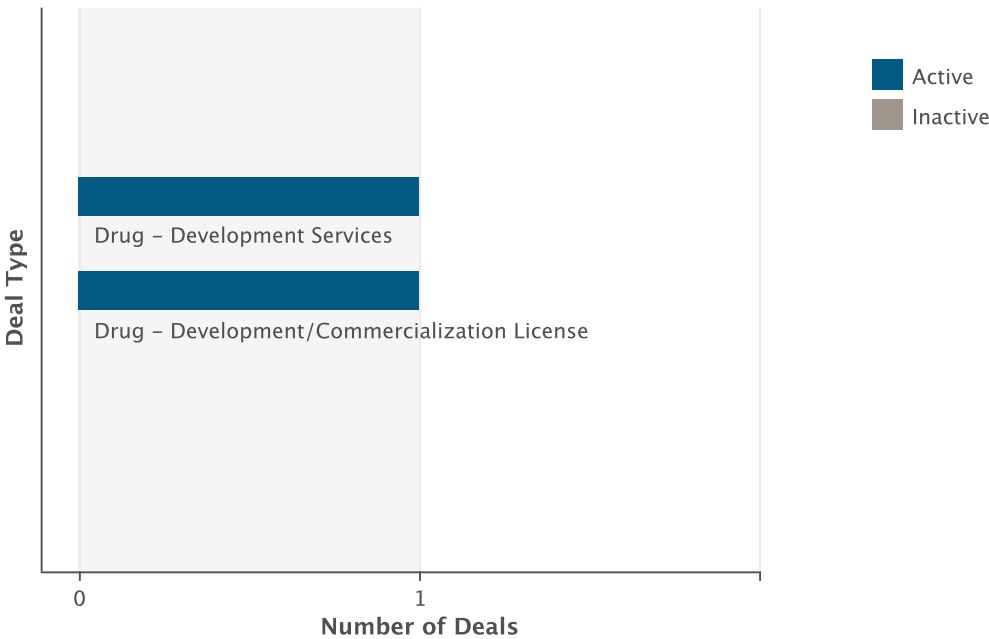 Active
Inactive
Drug – Development Services
Drug – Development/Commercialization License
Deal Type
0
1
Number of Deals